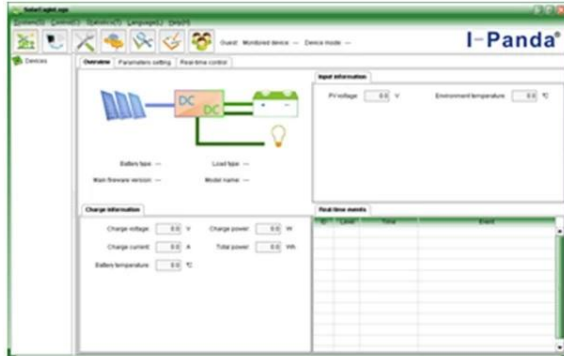 SolarEagleLogo
System(S) Control(C) Statistics(T) Language(L) Help(H)
Guest: Monitored device: --- Device mode: ---
I-Panda®
Devices
Overview Parameters setting Real-time control
DC
DC
Battery type: --- Load type: ---
Main firmware version: --- Model name: ---
Input information
PV voltage: 0.0 V Environment temperature: 0.0 ℃
Charge information
Charge voltage: 0.0 V Charge power: 0.0 W
Charge current: 0.0 A Total power: 0.0 Wh
Battery temperature: 0.0 ℃
Real-time events
ID Level Time Event